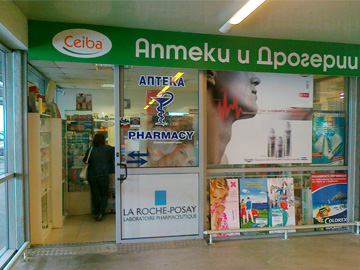 Ceiba
Аптеки и Дрогерии
АПТЕКА
PHARMACY
LA ROCHE-POSAY
LABORATOIRE PHARMACEUTIQUE
COLDREX